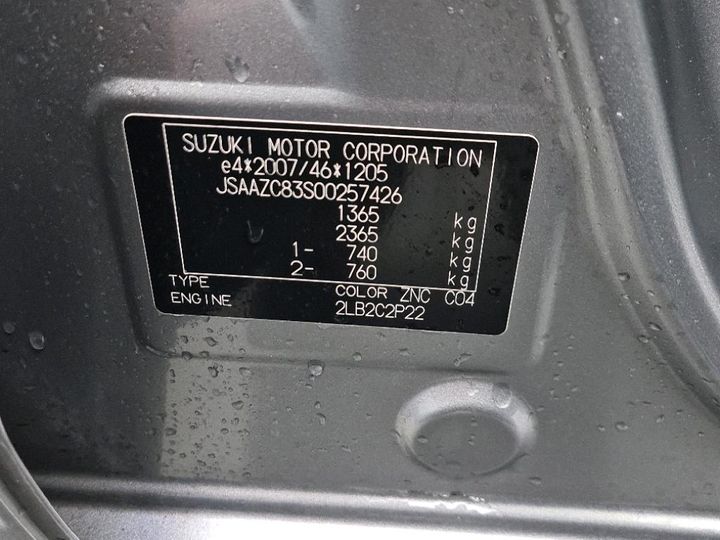 SUZUKI MOTOR CORPORATION
e4*2007/46*1205
JSAAZC83S00257426
1365 kg
2365 kg
1- 740 kg
2- 760 kg
TYPE COLOR ZNC C04
ENGINE 2LB2C2P22